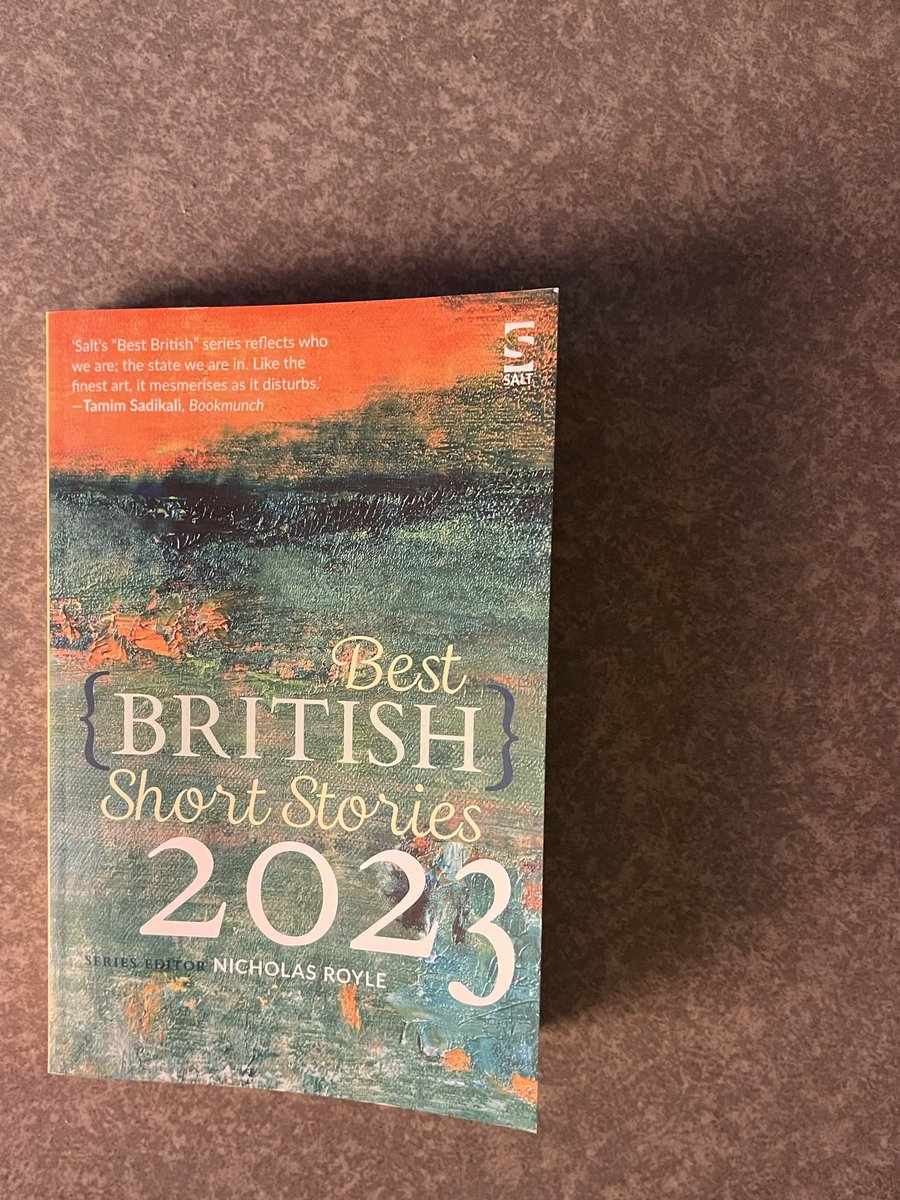 'Salt's "Best British" series reflects who
we are; the state we are in. Like the
finest art, it mesmerises as it disturbs.'
—Tamim Sadikali, Bookmunch
SALT
Best
{BRITISH}
Short Stories
2023
SERIES EDITOR NICHOLAS ROYLE